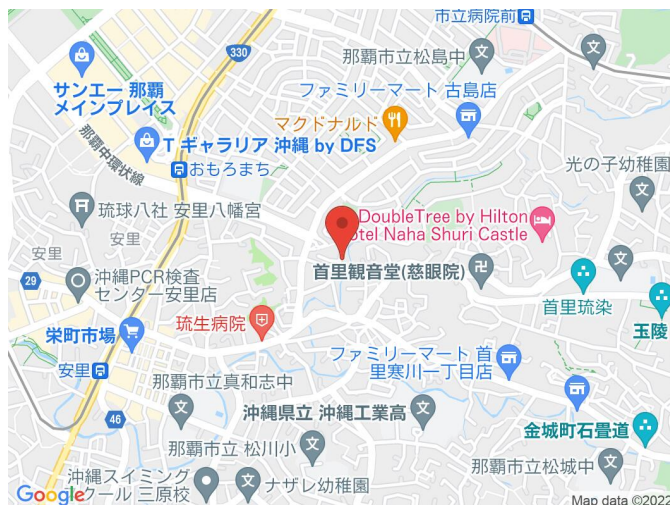 市立病院前
330
那覇市立松島中
サンエー 那覇
メインプレイス
ファミリーマート 古島店
マクドナルド
那覇中環状線
T ギャラリア 沖縄 by DFS
おもろまち
光の子幼稚園
琉球八社 安里八幡宮
DoubleTree by Hilton
otel Naha Shuri Castle
安里
安里
29
沖縄PCR検査
センター安里店
首里観音堂(慈眼院)
首里琉染
玉陵
琉生病院
栄町市場
ファミリーマート 首
里寒川一丁目店
安里
那覇市立真和志中
沖縄県立 沖縄工業高
46
金城町石畳道
那覇市立 松川小
那覇市立松城中
沖縄スイミング
クール 三原校
ナザレ幼稚園
Google
Map data ©2022